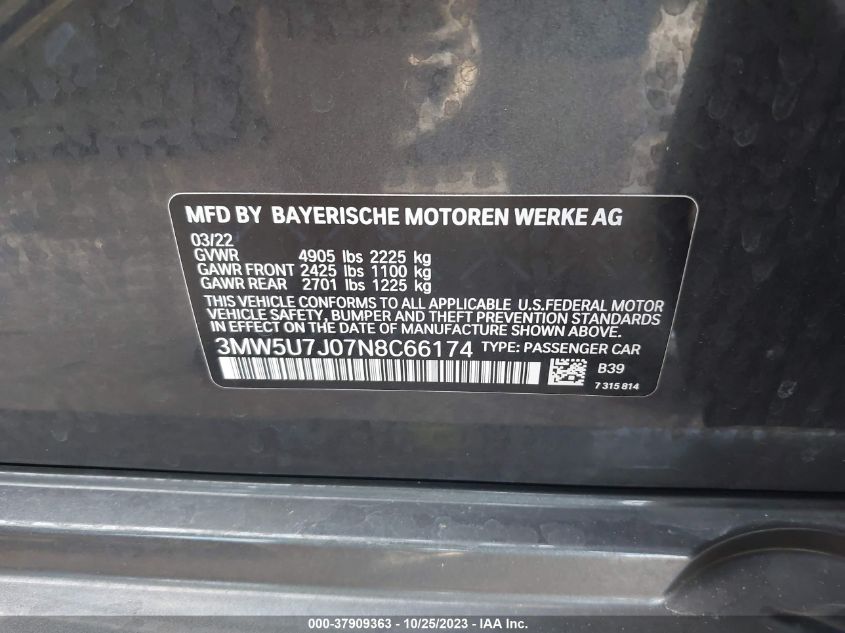 MFD BY BAYERISCHE MOTOREN WERKE AG
03/22
GVWR 4905 lbs 2225 kg
GAWR FRONT 2425 lbs 1100 kg
GAWR REAR 2701 lbs 1225 kg
THIS VEHICLE CONFORMS TO ALL APPLICABLE U.S.FEDERAL MOTOR
VEHICLE SAFETY, BUMPER AND THEFT PREVENTION STANDARDS
IN EFFECT ON THE DATE OF MANUFACTURE SHOWN ABOVE.
3MW5U7J07N8C66174 TYPE: PASSENGER CAR
B39
7 315 814
000-37909363 - 10/25/2023 - IAA Inc.